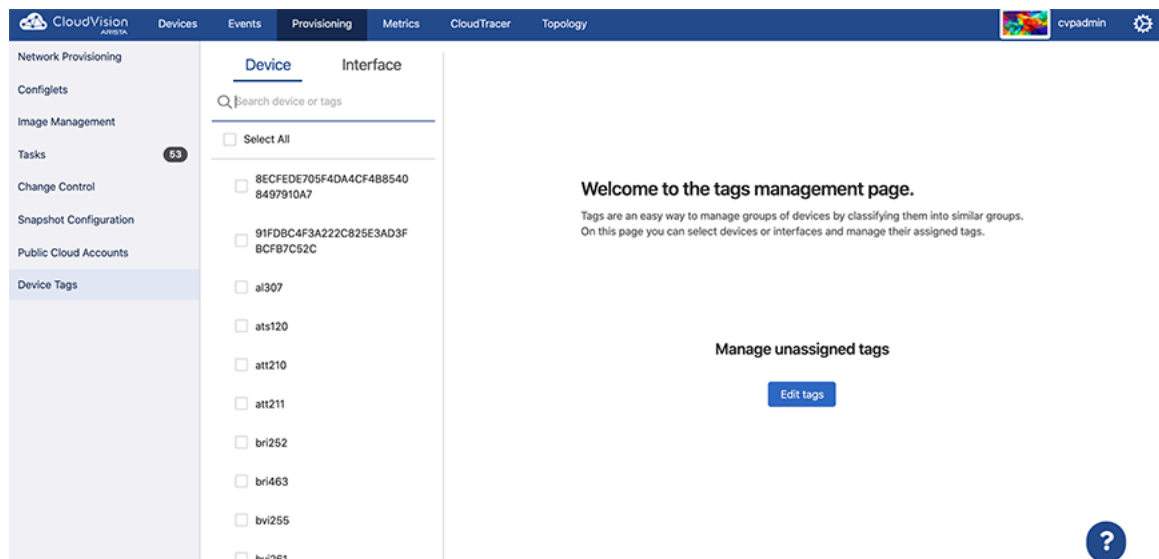 CloudVision
ARISTA
Devices
Events
Provisioning
Metrics
CloudTracer
Topology
cvpadmin
Network Provisioning
Configlets
Image Management
Tasks
53
Change Control
Snapshot Configuration
Public Cloud Accounts
Device Tags
Device
Interface
Search device or tags
Select All
8ECFEDE705F4DA4CF4B8540
8497910A7
91FDBC4F3A222C825E3AD3F
BCFB7C52C
al307
ats120
att210
att211
bri252
bri463
bvi255
Welcome to the tags management page.
Tags are an easy way to manage groups of devices by classifying them into similar groups.
On this page you can select devices or interfaces and manage their assigned tags.
Manage unassigned tags
Edit tags
?